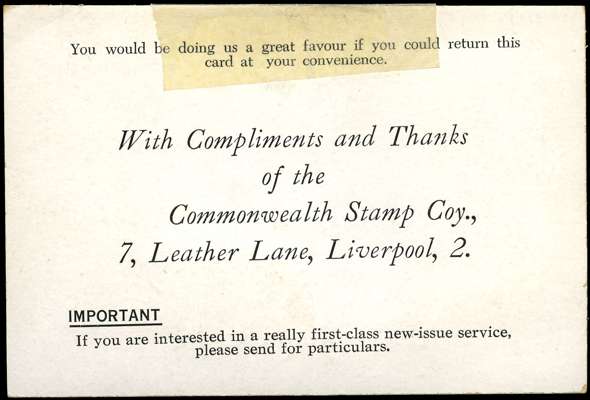 You would be doing us a great favour if you could return this
card at your convenience.
With Compliments and Thanks
of the
Commonwealth Stamp Coy.,
7, Leather Lane, Liverpool, 2.
IMPORTANT
If you are interested in a really first-class new-issue service,
please send for particulars.